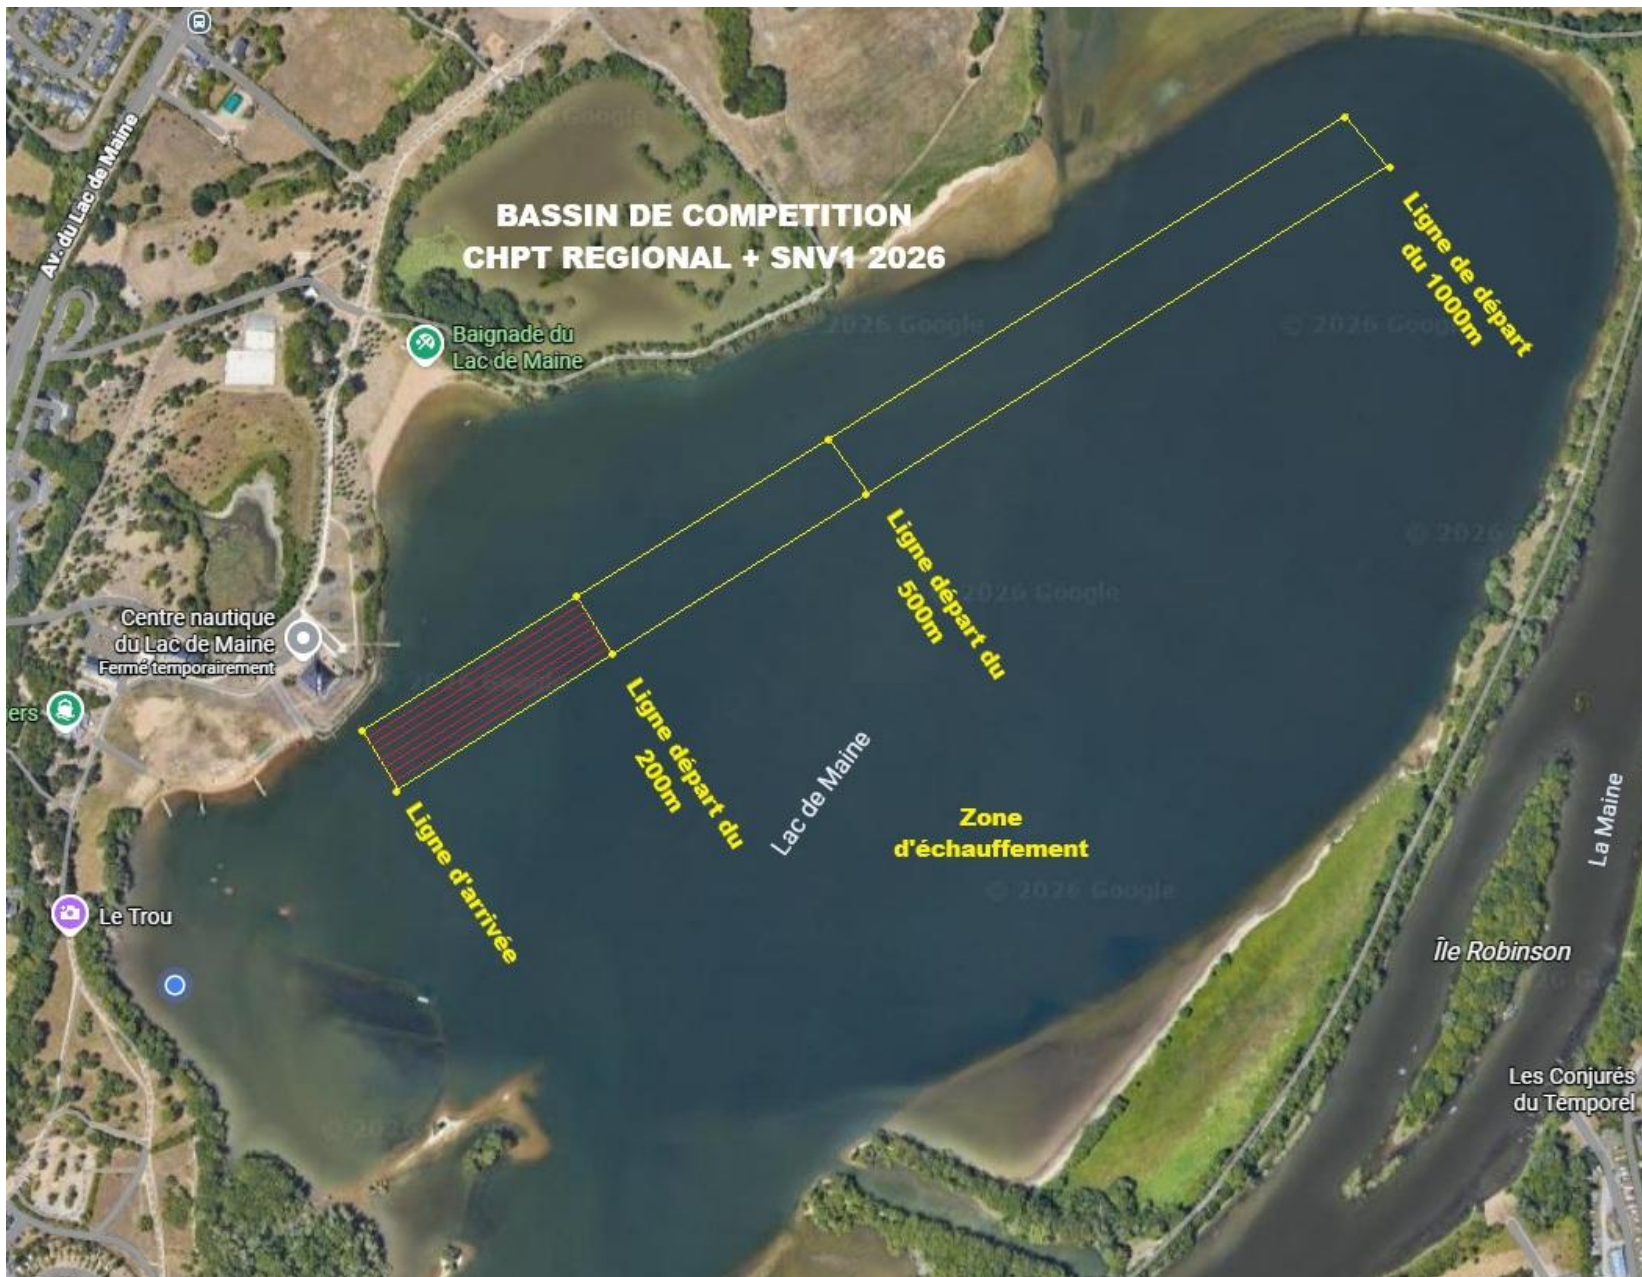 Av. du Lac de Maine
BASSIN DE COMPETITION
CHPT REGIONAL + SNV1 2026
Ligne de départ
du 1000m
Baignade du
Lac de Maine
2026 Google
© 2026 Google
Ligne départ du
500m
© 2026
2026 Google
Centre nautique
du Lac de Maine
Fermé temporairement
ers
Ligne départ du
200m
Lac de Maine
Zone
d'échauffement
La Maine
Ligne d'arrivée
© 2026 Google
Le Trou
Île Robinson
Les Conjurés
du Temporel